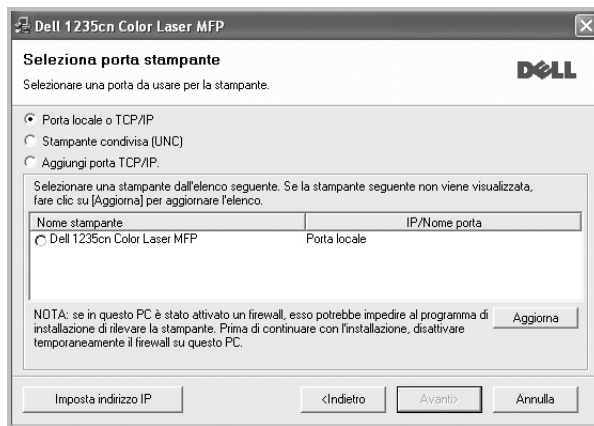 Dell 1235cn Color Laser MFP
Seleziona porta stampante
Selezionare una porta da usare per la stampante.
DELL
Porta locale o TCP/IP
Stampante condivisa (UNC)
Aggiungi porta TCP/IP.
Selezionare una stampante dall'elenco seguente. Se la stampante seguente non viene visualizzata,
fare clic su [Aggiorna] per aggiornare l'elenco.
Nome stampante IP/Nome porta
Dell 1235cn Color Laser MFP Porta locale
NOTA: se in questo PC è stato attivato un firewall, esso potrebbe impedire al programma di
installazione di rilevare la stampante. Prima di continuare con l'installazione, disattivare
temporaneamente il firewall su questo PC.
Aggiorna
Imposta indirizzo IP <Indietro Avanti> Annulla